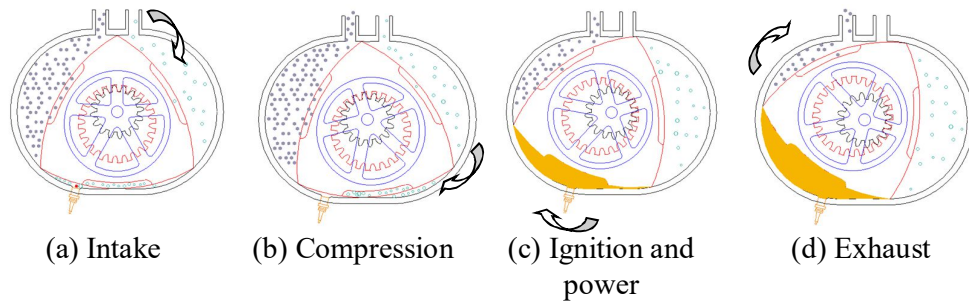 (a) Intake
(b) Compression
(c) Ignition and
power
(d) Exhaust